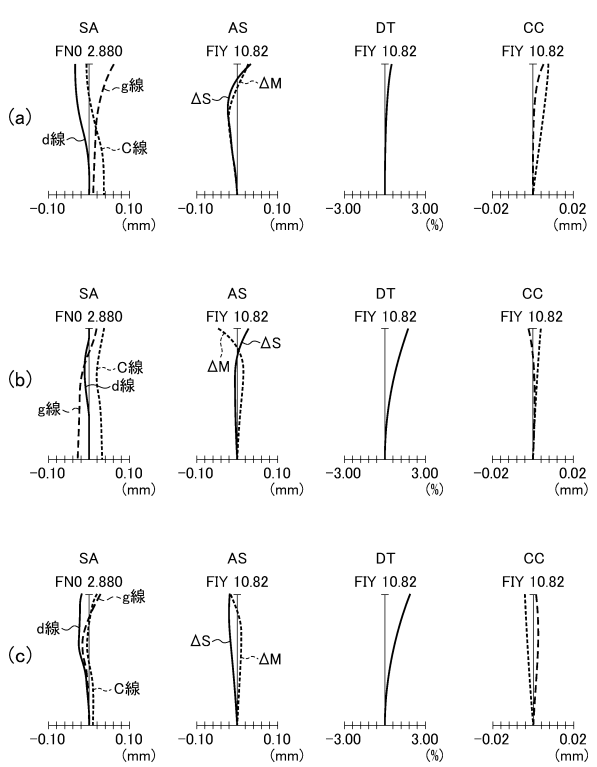 SA AS DT CC
FNO 2.880 FIY 10.82 FIY 10.82 FIY 10.82
(a)
g線
ΔM
ΔS
d線
C線
-0.10 0.10 -0.10 0.10 -3.00 3.00 -0.02 0.02
(mm) (mm) (%) (mm)
SA AS DT CC
FNO 2.880 FIY 10.82 FIY 10.82 FIY 10.82
(b)
ΔS
C線
ΔM
d線
g線
-0.10 0.10 -0.10 0.10 -3.00 3.00 -0.02 0.02
(mm) (mm) (%) (mm)
SA AS DT CC
FNO 2.880 FIY 10.82 FIY 10.82 FIY 10.82
(c)
g線
d線
ΔS
ΔM
C線
-0.10 0.10 -0.10 0.10 -3.00 3.00 -0.02 0.02
(mm) (mm) (%) (mm)